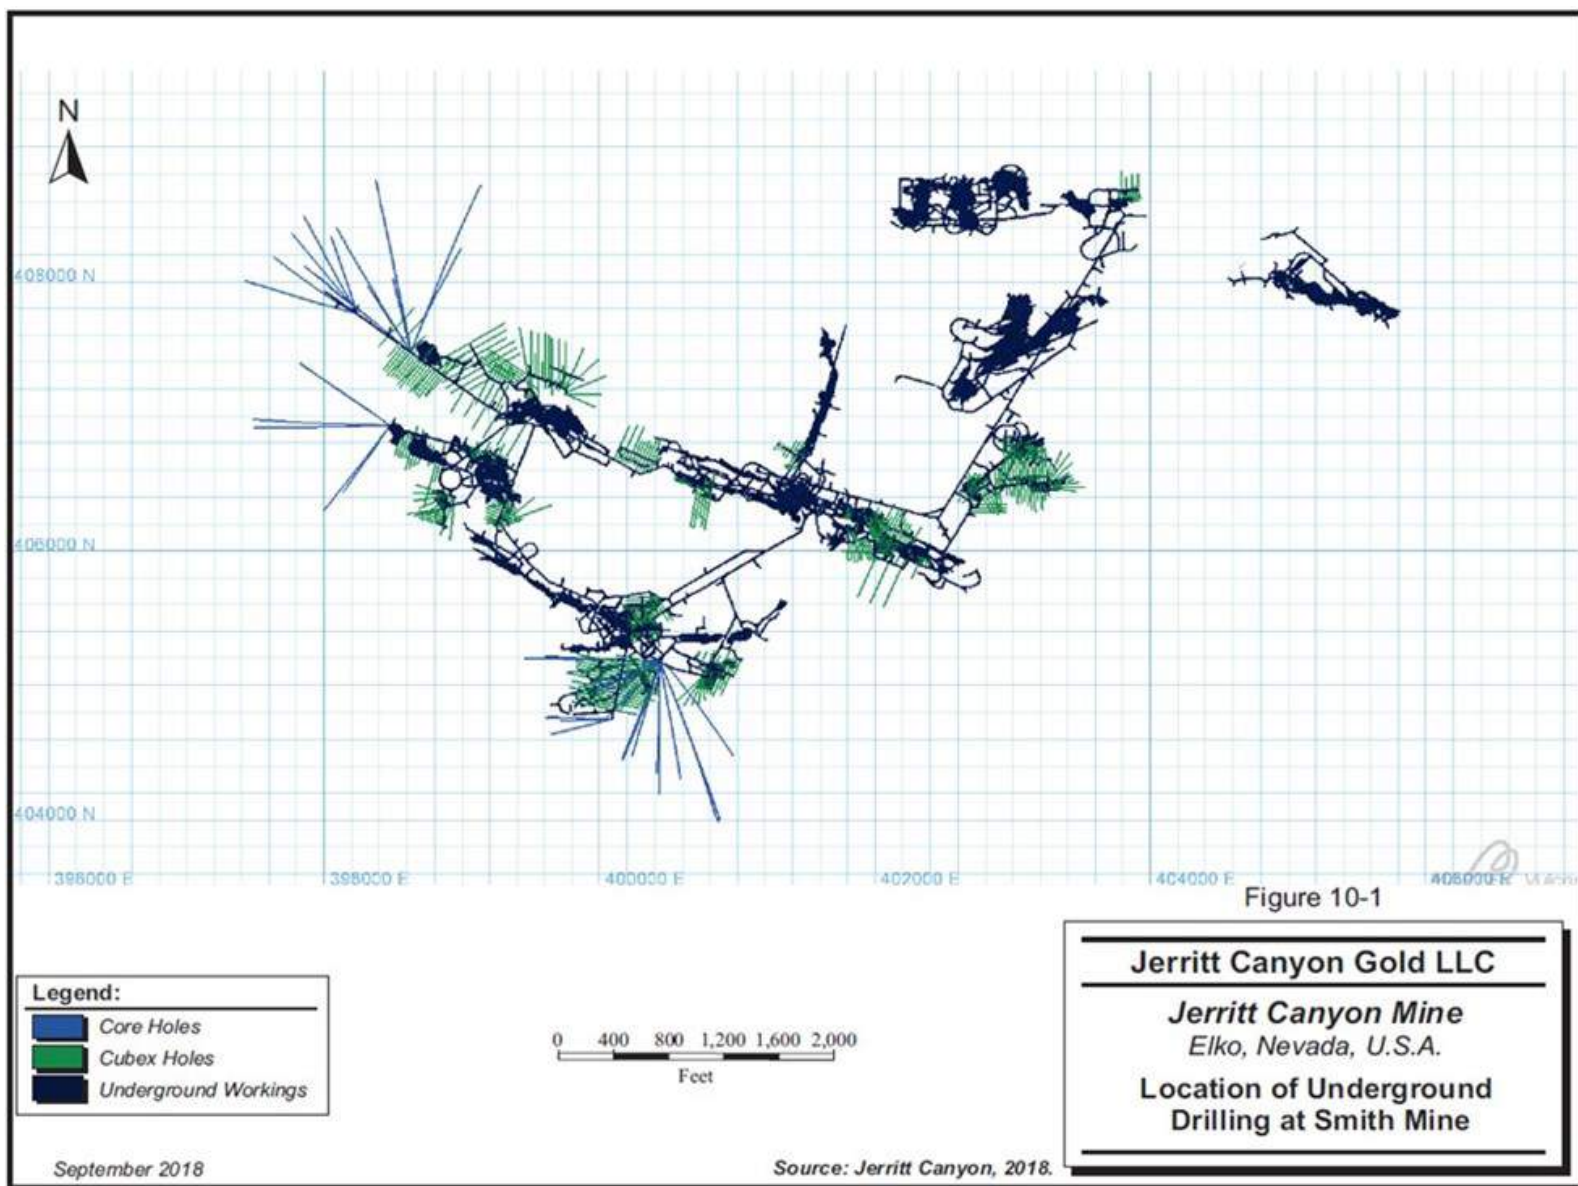 N
408000 N
406000 N
404000 N
396000 E
398000 E
400000 E
402000 E
404000 E
406000 E
Figure 10-1
Jerritt Canyon Gold LLC
Jerritt Canyon Mine
Elko, Nevada, U.S.A.
Location of Underground
Drilling at Smith Mine
Legend:
Core Holes
Cubex Holes
Underground Workings
0 400 800 1,200 1,600 2,000
Feet
September 2018
Source: Jerritt Canyon, 2018.